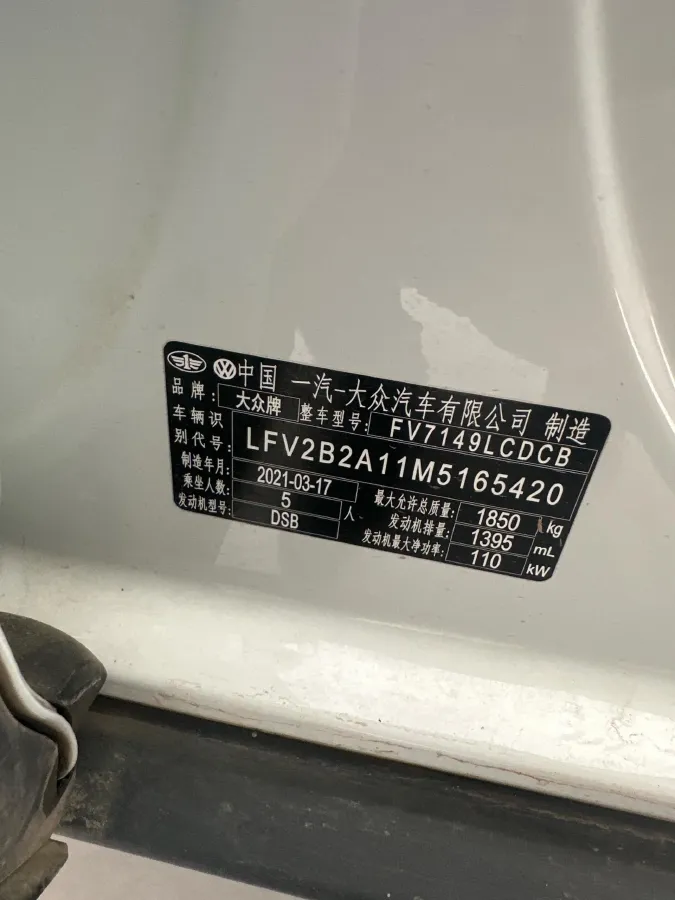 中国 一汽-大众汽车有限公司 制造
品牌: 大众牌 整车型号: FV7149LCDCB
车辆识别代号: LFV2B2A11M5165420
制造年月: 2021-03-17 最大允许总质量: 1850 kg
乘坐人数: 5 人 发动机排量: 1395 mL
发动机型号: DSB 发动机最大净功率: 110 kW